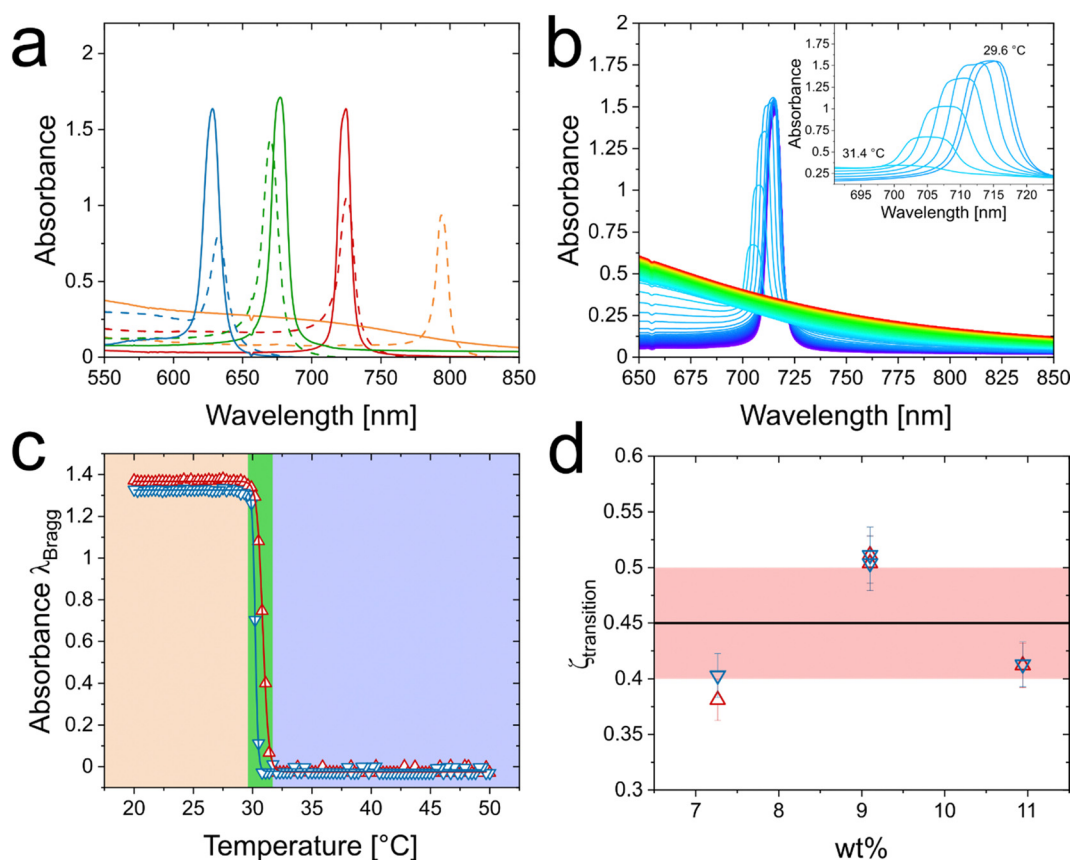 a
2
1.5
1
0.5
0
Absorbance
550 600 650 700 750 800 850
Wavelength [nm]
b
2
1.75
1.5
1.25
1
0.75
0.5
0.25
0
Absorbance
650 675 700 725 750 775 800 825 850
Wavelength [nm]
1.75
1.5
1.25
1
0.75
0.5
0.25
Absorbance
29.6 °C
31.4 °C
695 700 705 710 715 720
Wavelength [nm]
c
1.4
1.2
1
0.8
0.6
0.4
0.2
0
Absorbance λBragg
20 25 30 35 40 45 50
Temperature [°C]
d
0.6
0.55
0.5
0.45
0.4
0.35
0.3
ζtransition
7 8 9 10 11
wt%